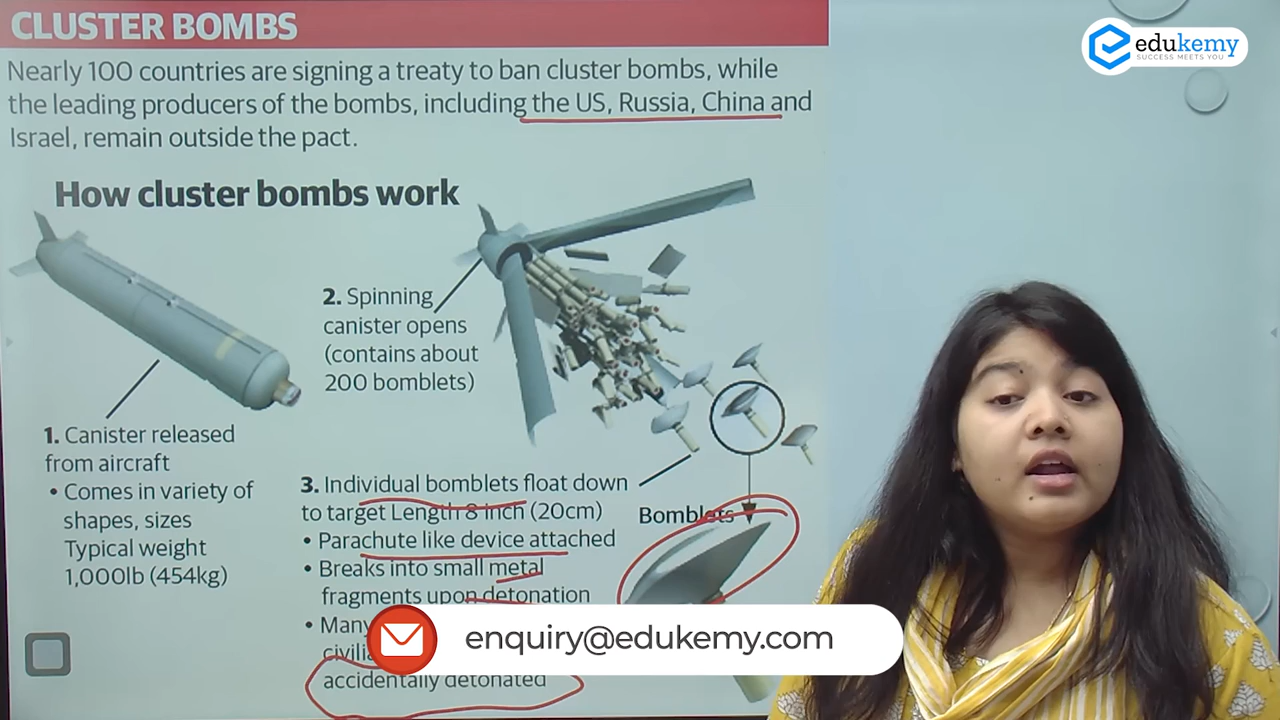 CLUSTER BOMBS
edukemy
SUCCESS MEETS YOU
Nearly 100 countries are signing a treaty to ban cluster bombs, while
the leading producers of the bombs, including the US, Russia, China and
Israel, remain outside the pact.
How cluster bombs work
2. Spinning
canister opens
(contains about
200 bomblets)
1. Canister released
from aircraft
• Comes in variety of
shapes, sizes
Typical weight
1,000lb (454kg)
3. Individual bomblets float down
to target Length 8 inch (20cm)
• Parachute like device attached
• Breaks into small metal
fragments upon detonation
• Many
accidentally detonated
Bomblets
enquiry@edukemy.com